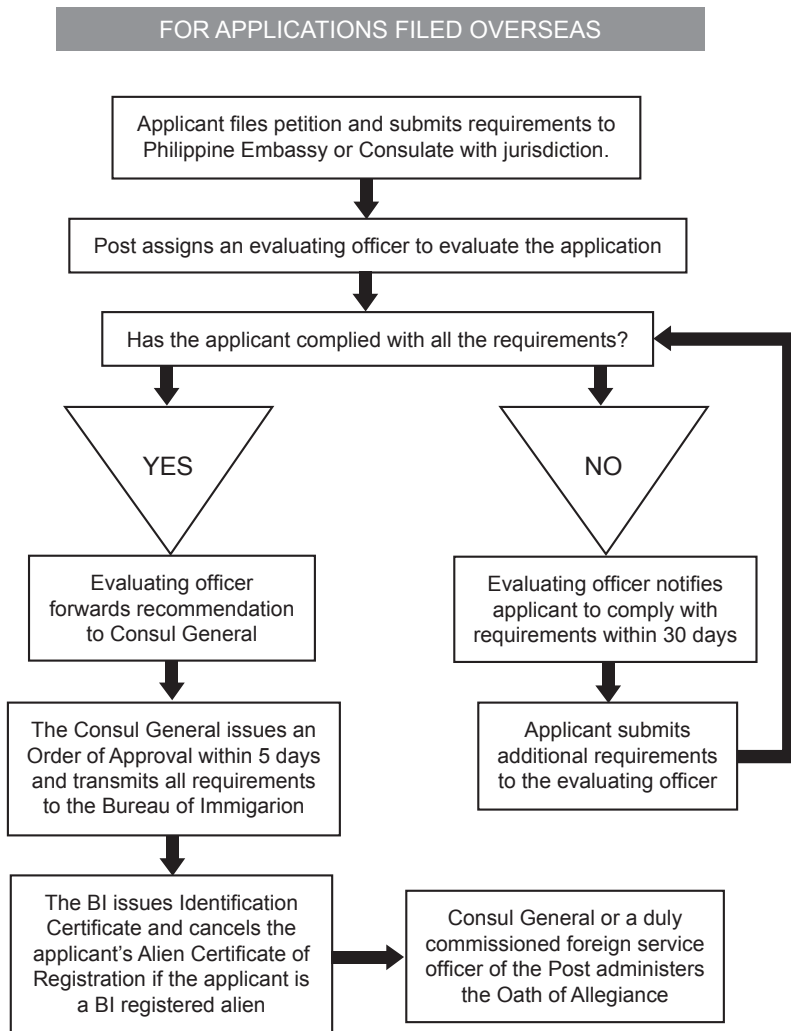 FOR APPLICATIONS FILED OVERSEAS
Applicant files petition and submits requirements to
Philippine Embassy or Consulate with jurisdiction.
Post assigns an evaluating officer to evaluate the application
Has the applicant complied with all the requirements?
YES
NO
Evaluating officer
forwards recommendation
to Consul General
Evaluating officer notifies
applicant to comply with
requirements within 30 days
The Consul General issues an
Order of Approval within 5 days
and transmits all requirements
to the Bureau of Immigarion
Applicant submits
additional requirements
to the evaluating officer
The BI issues Identification
Certificate and cancels the
applicant's Alien Certificate of
Registration if the applicant is
a BI registered alien
Consul General or a duly
commissioned foreign service
officer of the Post administers
the Oath of Allegiance